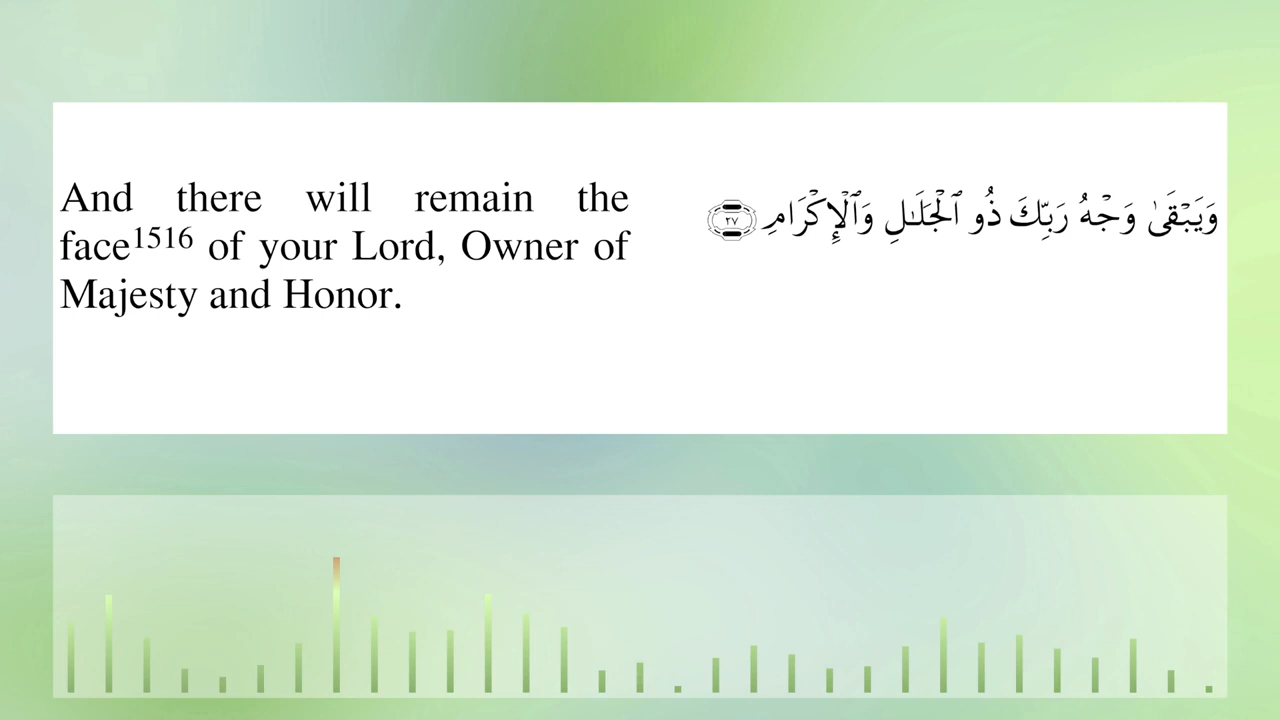 And there will remain the
face1516 of your Lord, Owner of
Majesty and Honor.
وَيَبْقَىٰ وَجْهُ رَبِّكَ ذُو ٱلْجَلَـٰلِ وَٱلْإِكْرَامِ ٢٧